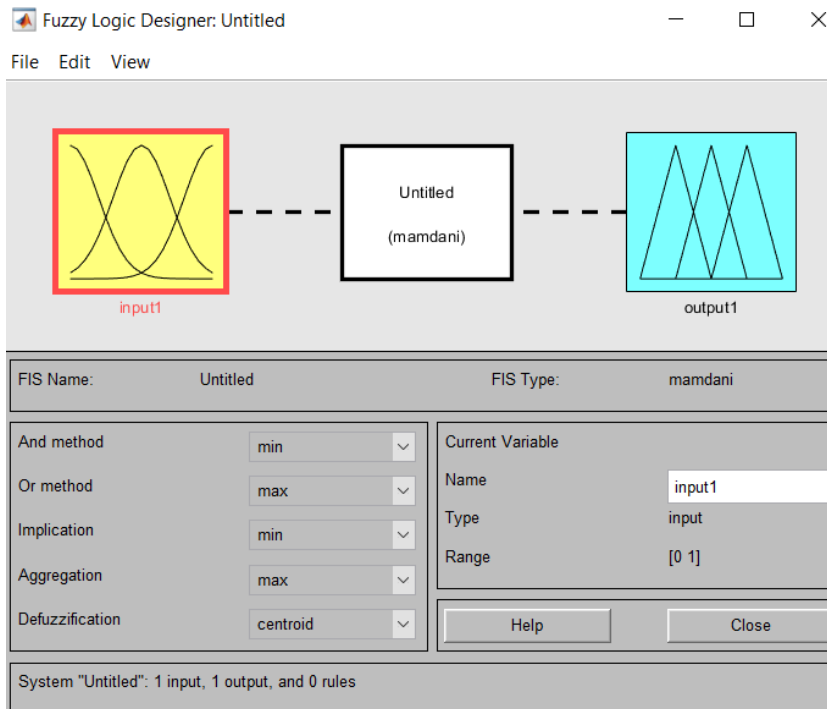 Fuzzy Logic Designer: Untitled
File Edit View
Untitled
(mamdani)
input1
output1
FIS Name: Untitled FIS Type: mamdani
And method min
Or method max
Implication min
Aggregation max
Defuzzification centroid
Current Variable
Name input1
Type input
Range [0 1]
Help Close
System "Untitled": 1 input, 1 output, and 0 rules